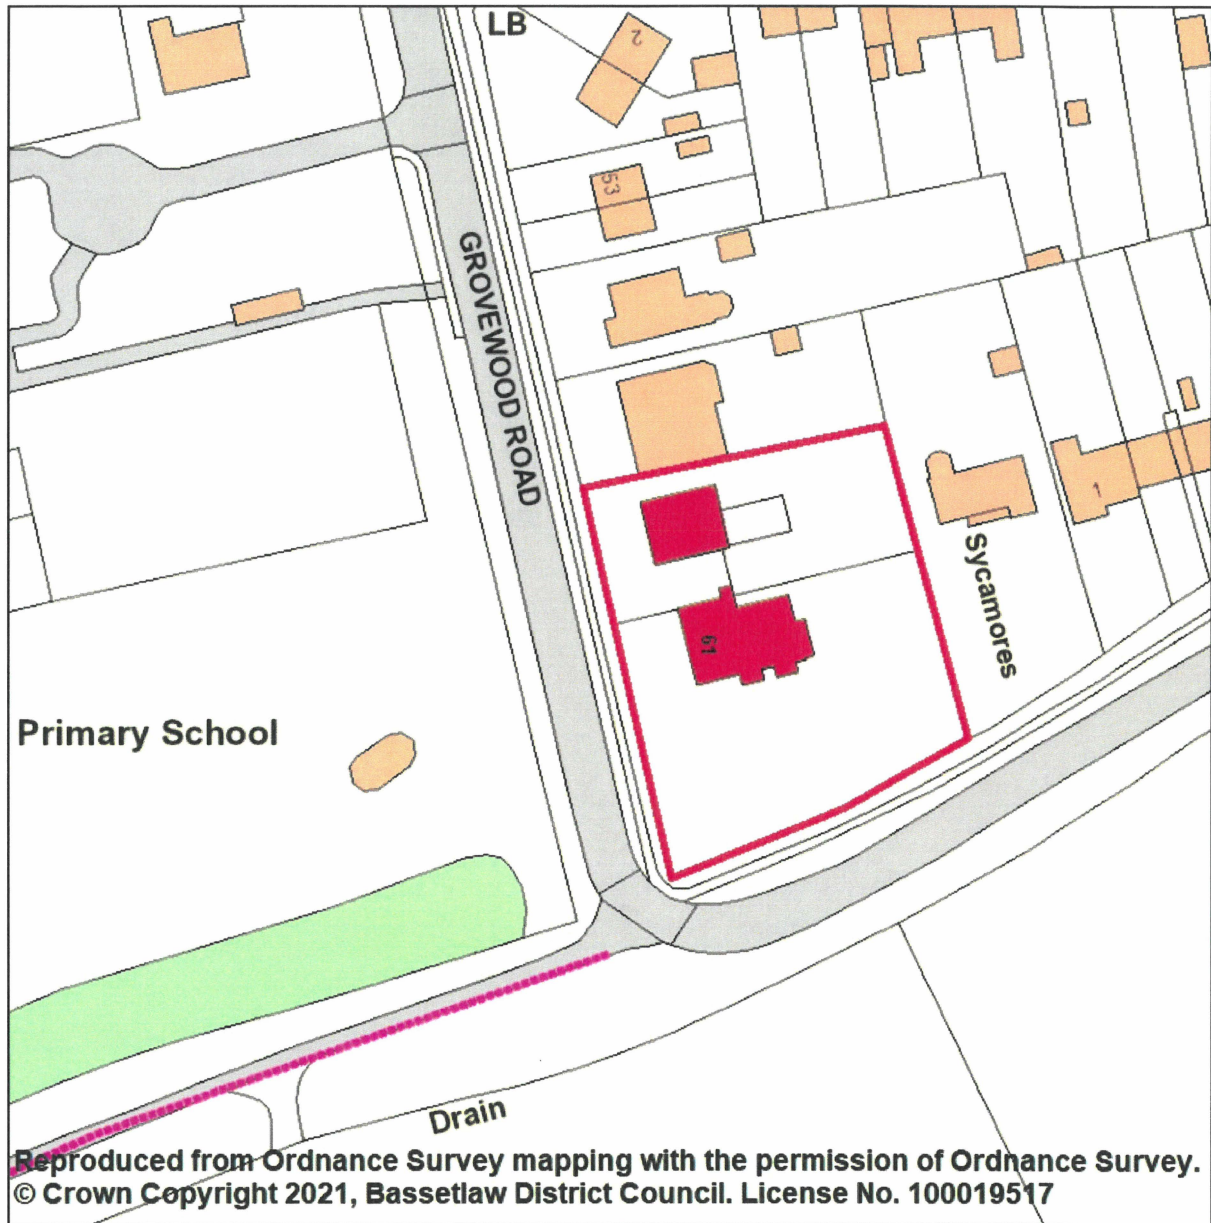 LB
2
53
GROVEWOOD ROAD
1
Sycamores
61
Primary School
Drain
Reproduced from Ordnance Survey mapping with the permission of Ordnance Survey.
© Crown Copyright 2021, Bassetlaw District Council. License No. 100019517